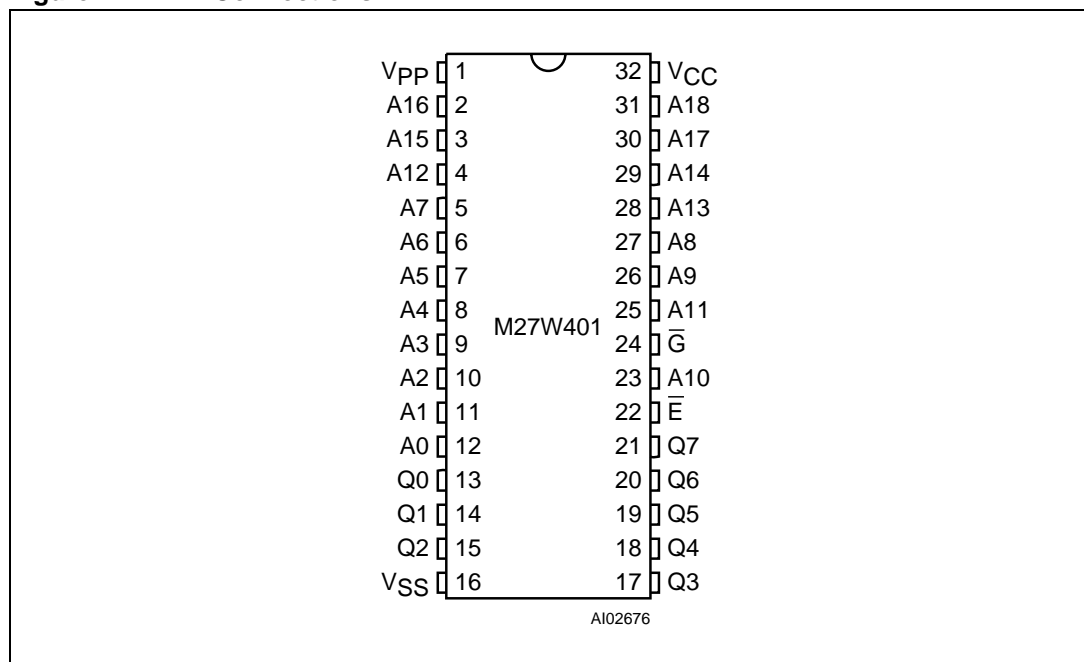 VPP 1 32 VCC
A16 2 31 A18
A15 3 30 A17
A12 4 29 A14
A7 5 28 A13
A6 6 27 A8
A5 7 26 A9
A4 8 25 A11
M27W401
A3 9 24 G̅
A2 10 23 A10
A1 11 22 E̅
A0 12 21 Q7
Q0 13 20 Q6
Q1 14 19 Q5
Q2 15 18 Q4
VSS 16 17 Q3
AI02676